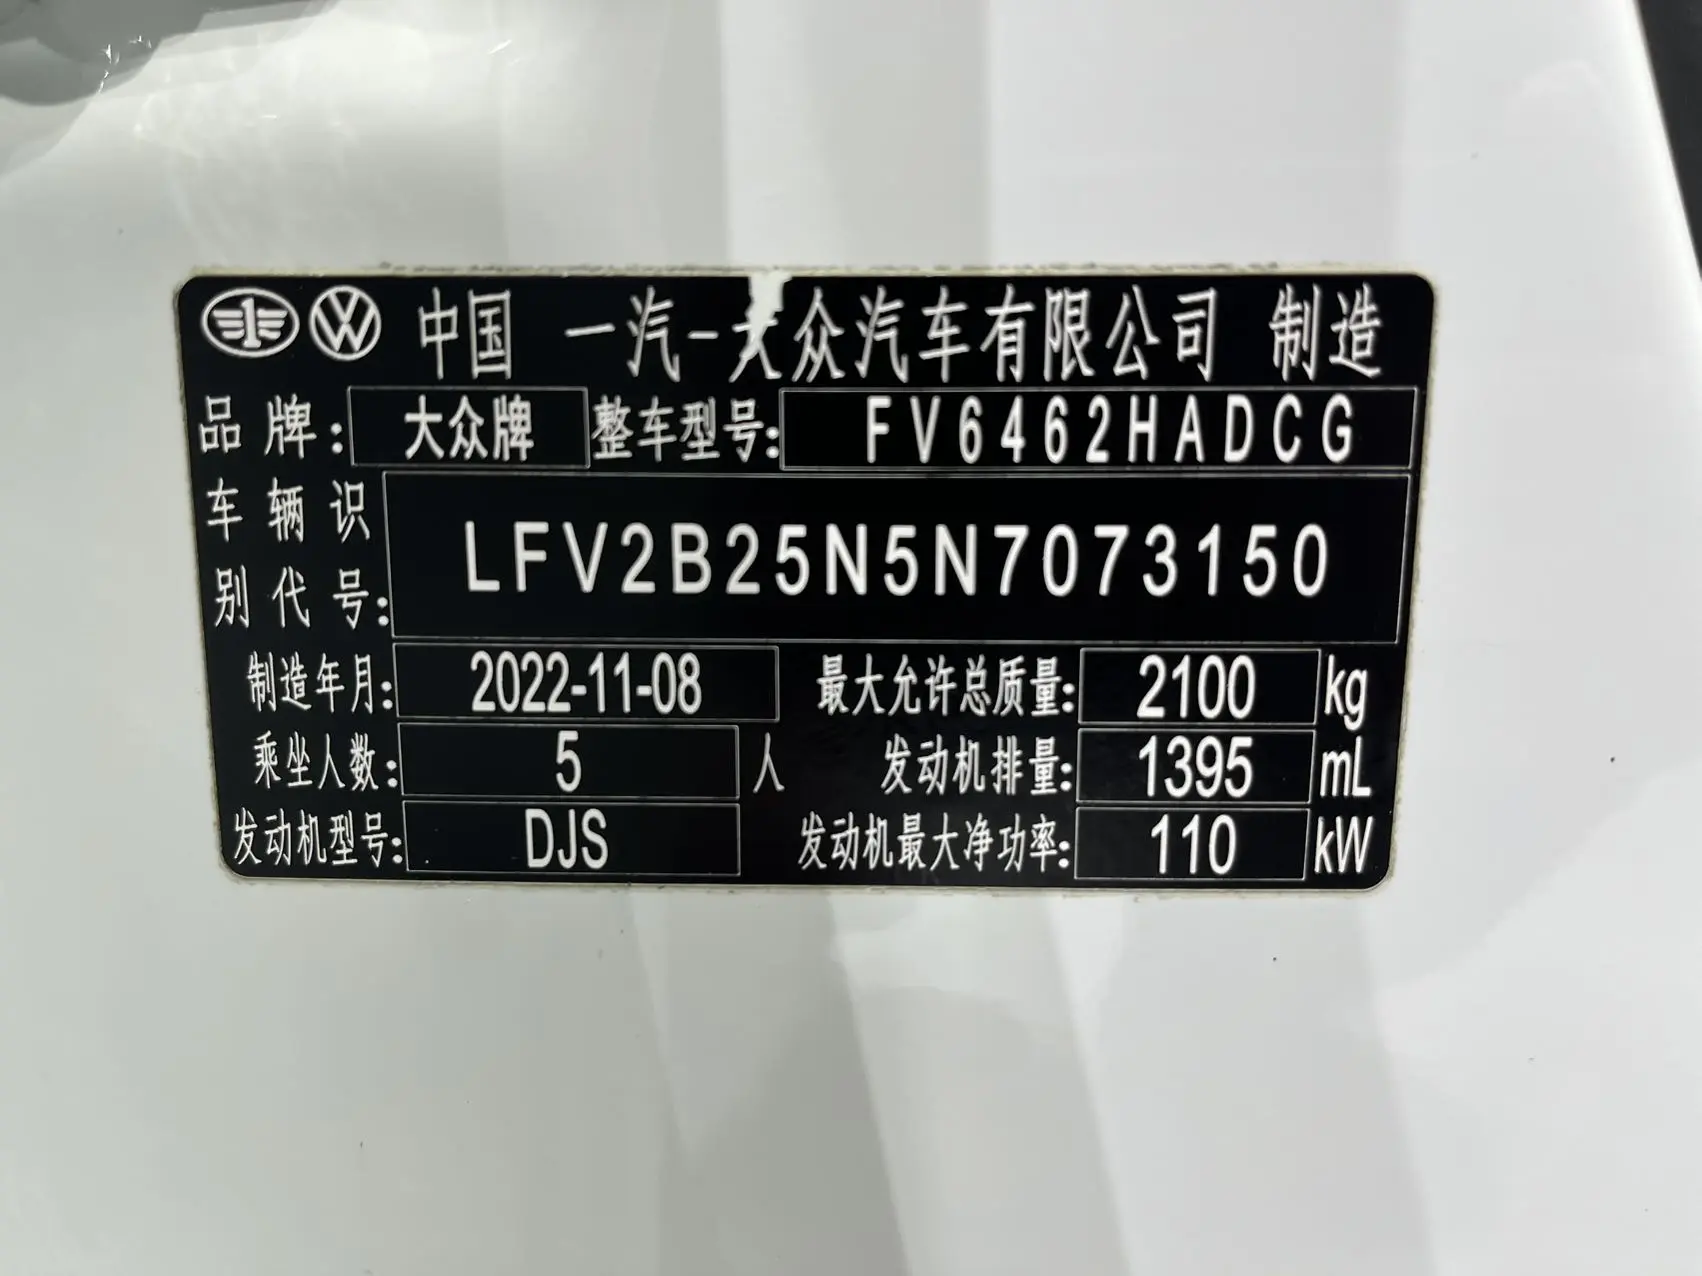 中国 一汽-大众汽车有限公司 制造
品牌: 大众牌 整车型号: FV6462HADCG
车辆识别代号: LFV2B25N5N7073150
制造年月: 2022-11-08 最大允许总质量: 2100 kg
乘坐人数: 5 人 发动机排量: 1395 mL
发动机型号: DJS 发动机最大净功率: 110 kW